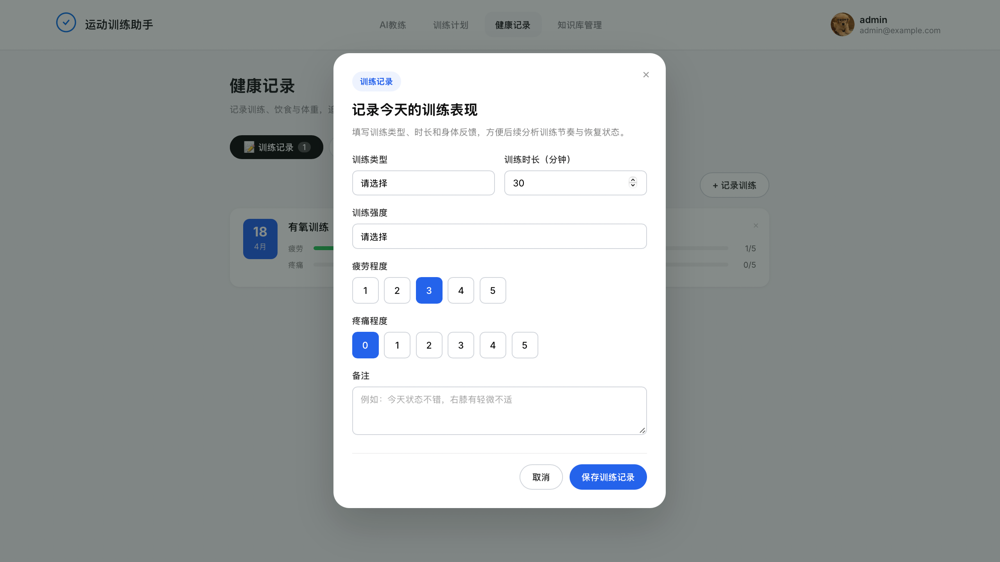 运动训练助手
AI教练
训练计划
健康记录
知识库管理
admin
admin@example.com
健康记录
记录训练、饮食与体重，追
训练记录 1
+ 记录训练
18
4月
有氧训练
疲劳
1/5
疼痛
0/5
训练记录
×
记录今天的训练表现
填写训练类型、时长和身体反馈，方便后续分析训练节奏与恢复状态。
训练类型
训练时长（分钟）
请选择
30
训练强度
请选择
疲劳程度
1 2 3 4 5
疼痛程度
0 1 2 3 4 5
备注
例如：今天状态不错，右膝有轻微不适
取消
保存训练记录